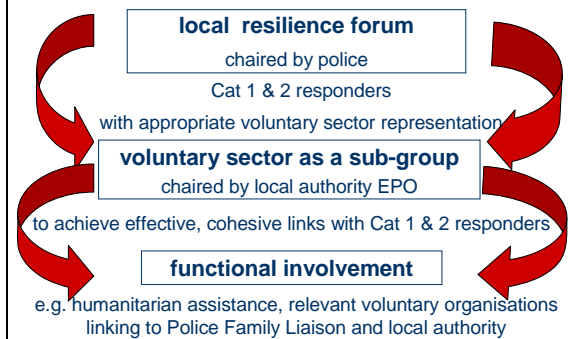 local resilience forum
chaired by police
Cat 1 & 2 responders
with appropriate voluntary sector representation
voluntary sector as a sub-group
chaired by local authority EPO
to achieve effective, cohesive links with Cat 1 & 2 responders
functional involvement
e.g. humanitarian assistance, relevant voluntary organisations
linking to Police Family Liaison and local authority